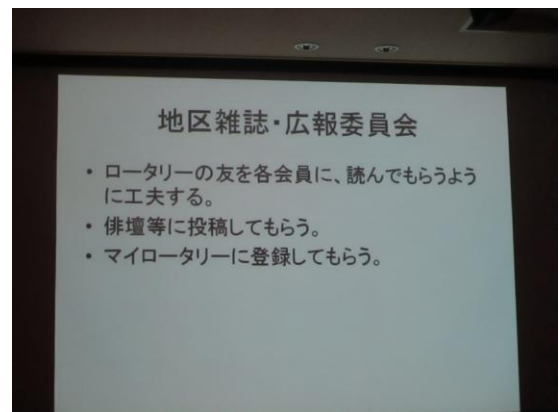 地区雑誌・広報委員会
・ロータリーの友を各会員に、読んでもらうよう
に工夫する。
・俳壇等に投稿してもらう。
・マイロータリーに登録してもらう。